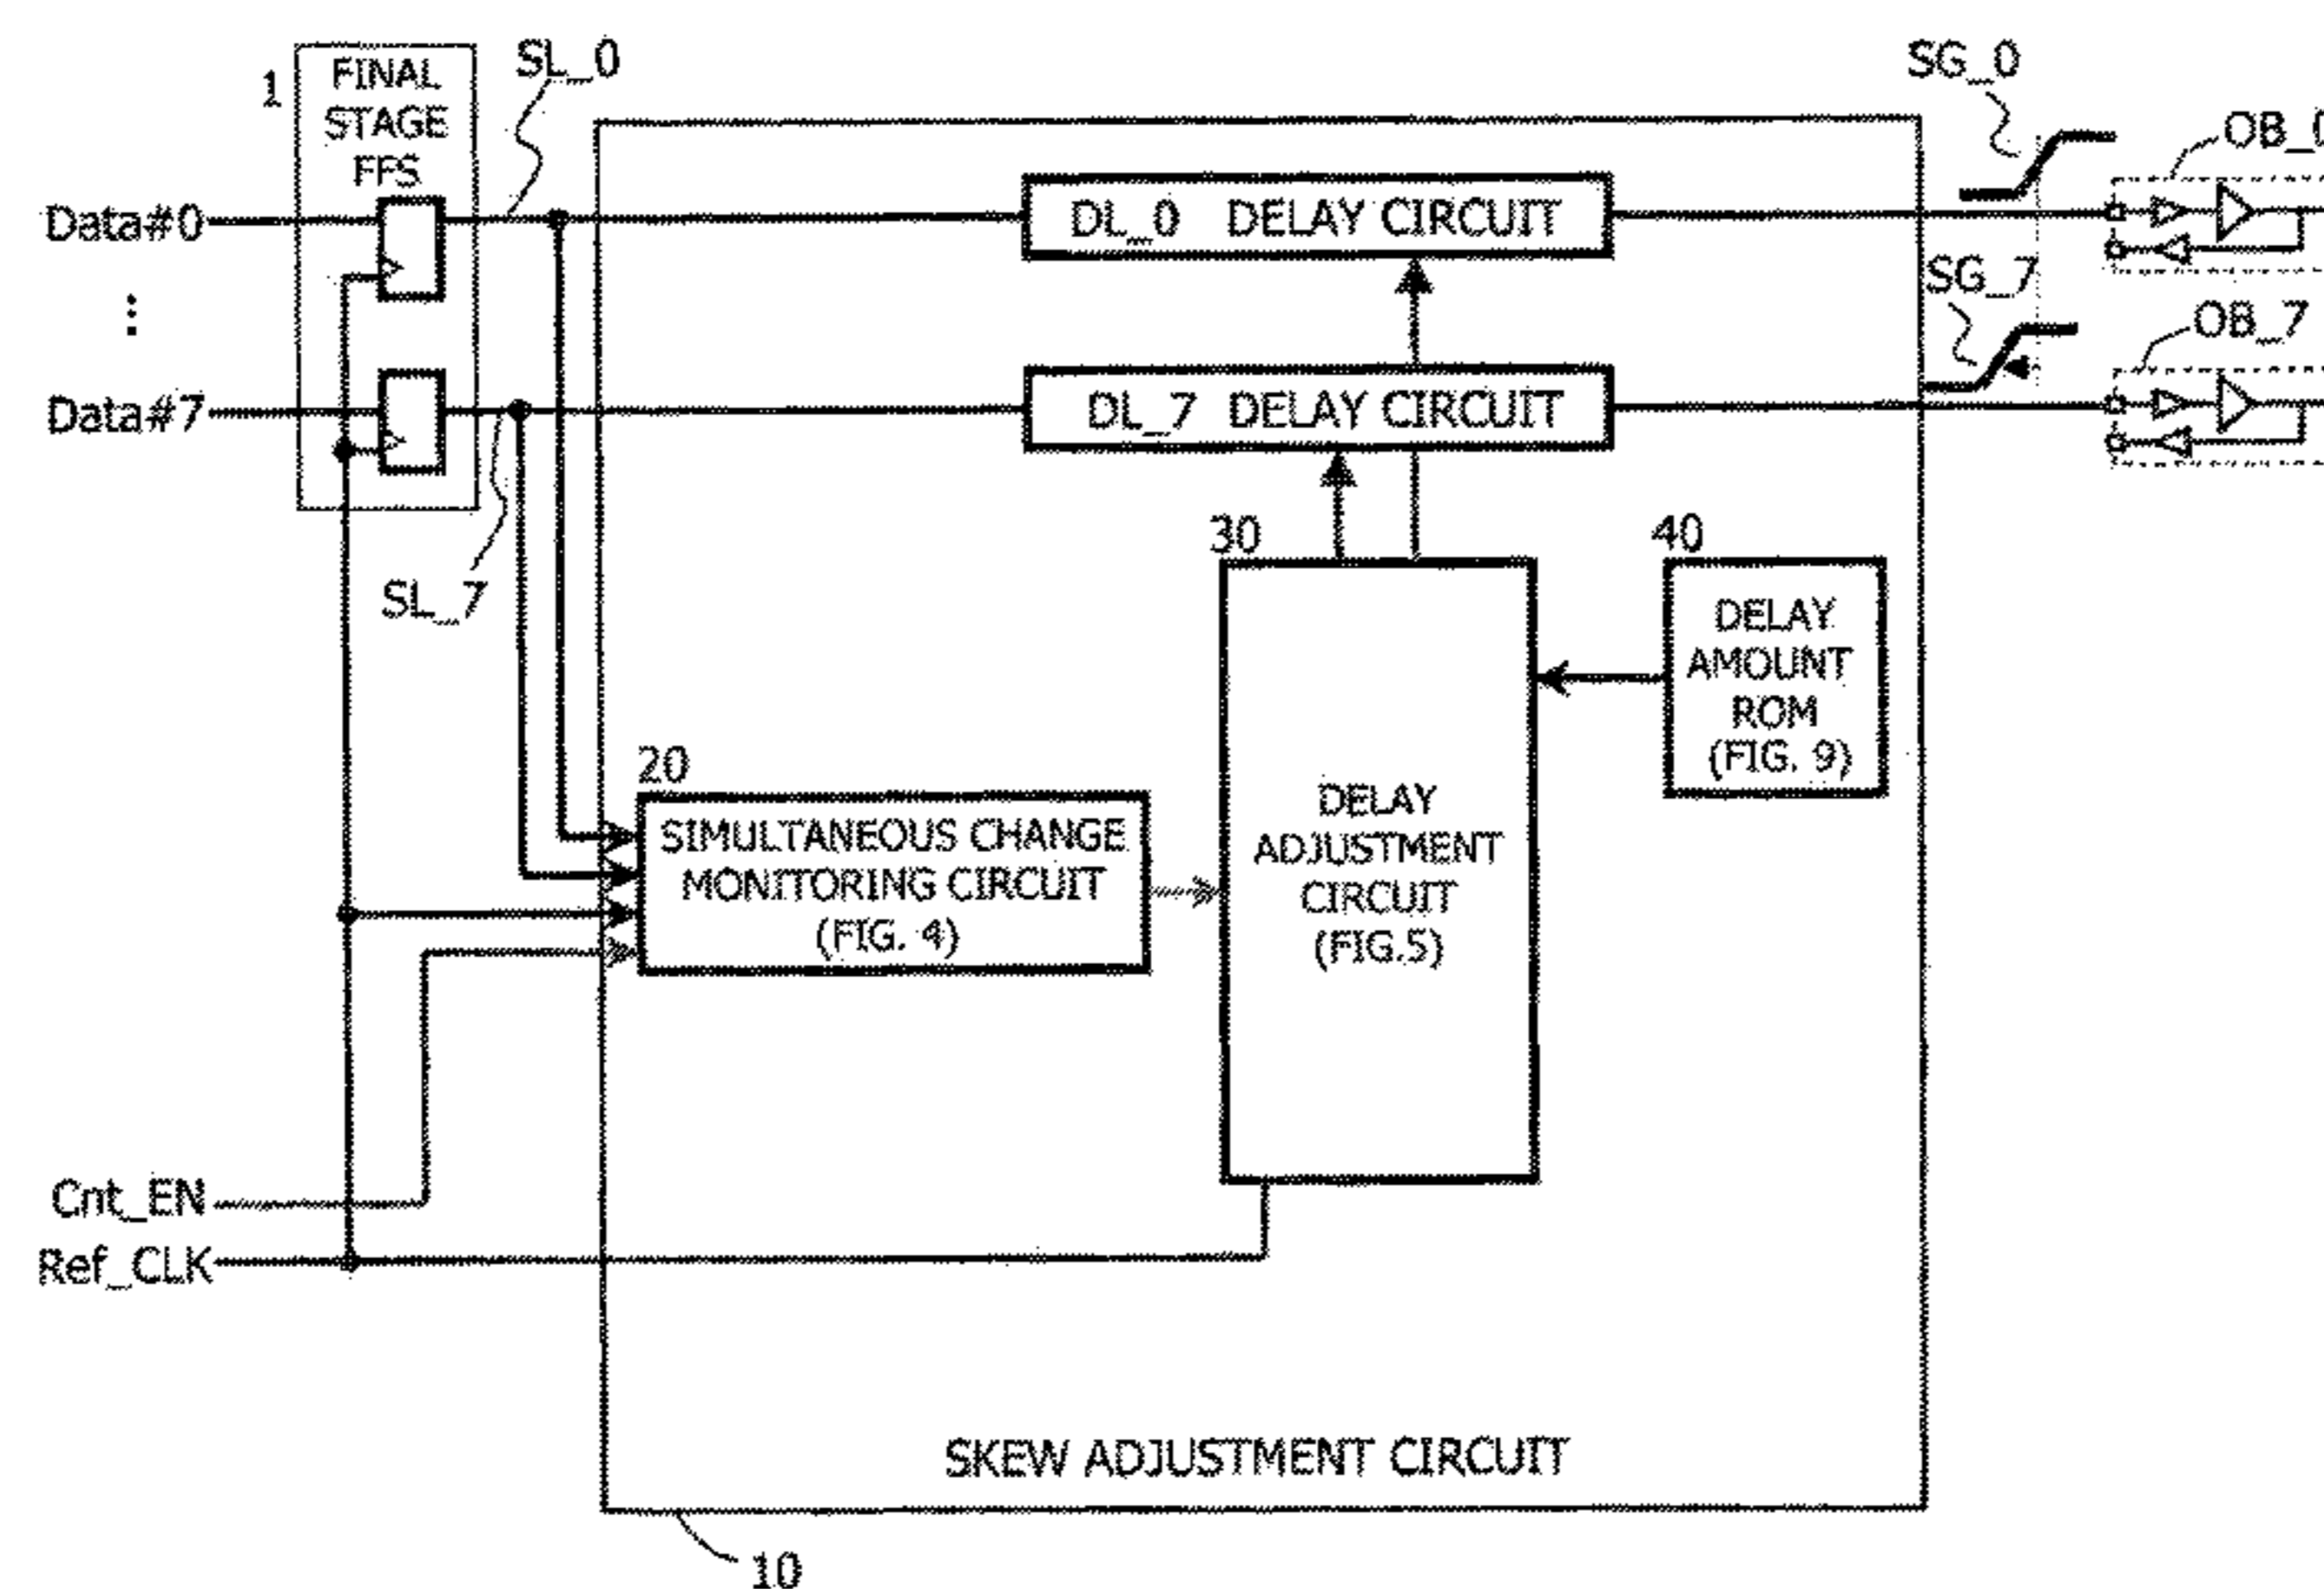 1
FINAL
STAGE
FFS
SL_0
SG_0
OB_0
Data#0
DL_0 DELAY CIRCUIT
SG_7
OB_7
Data#7
DL_7 DELAY CIRCUIT
SL_7
30
40
DELAY
AMOUNT
ROM
(FIG. 9)
20
SIMULTANEOUS CHANGE
MONITORING CIRCUIT
(FIG. 4)
DELAY
ADJUSTMENT
CIRCUIT
(FIG.5)
Cnt_EN
Ref_CLK
SKEW ADJUSTMENT CIRCUIT
10